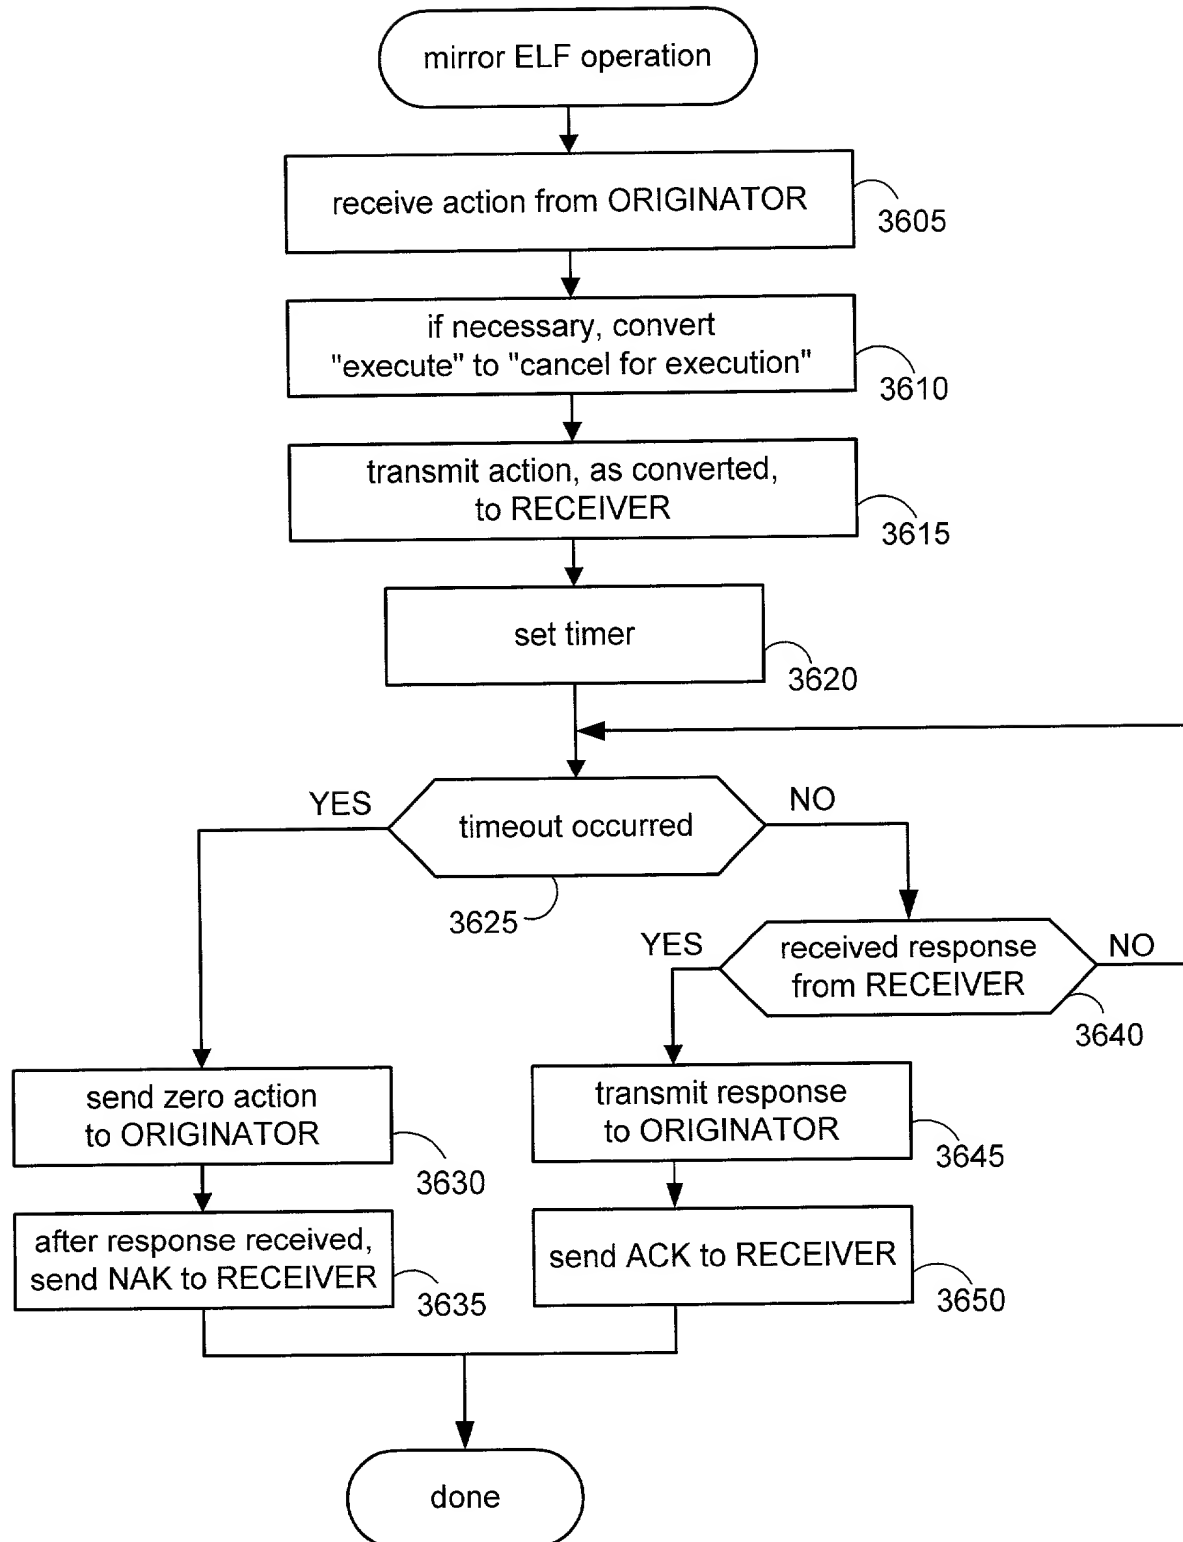 mirror ELF operation
receive action from ORIGINATOR
3605
if necessary, convert
"execute" to "cancel for execution"
3610
transmit action, as converted,
to RECEIVER
3615
set timer
3620
YES
timeout occurred
NO
3625
YES
received response
from RECEIVER
NO
3640
send zero action
to ORIGINATOR
3630
transmit response
to ORIGINATOR
3645
after response received,
send NAK to RECEIVER
3635
send ACK to RECEIVER
3650
done